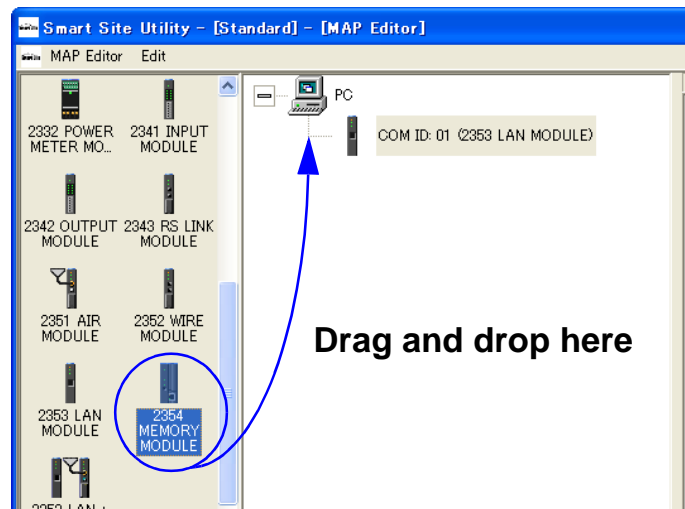 Smart Site Utility - [Standard] - [MAP Editor]
MAP Editor Edit
2332 POWER METER MO...
2341 INPUT MODULE
2342 OUTPUT MODULE
2343 RS LINK MODULE
2351 AIR MODULE
2352 WIRE MODULE
2353 LAN MODULE
2354 MEMORY MODULE
PC
COM ID: 01 (2353 LAN MODULE)
Drag and drop here